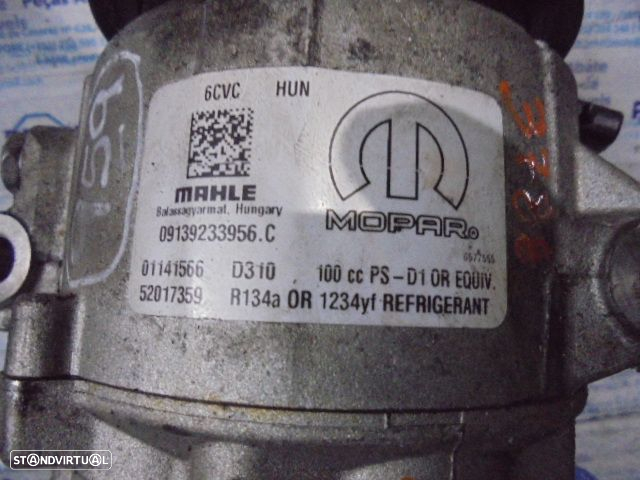 6CVC HUN
MAHLE
Balassagyarmat, Hungary
09139233956.C
MOPAR®
01141566 D310 100 cc PS-D1 OR EQUIV.
52017359 R134a OR 1234yf REFRIGERANT
159
STANDVIRTUAL